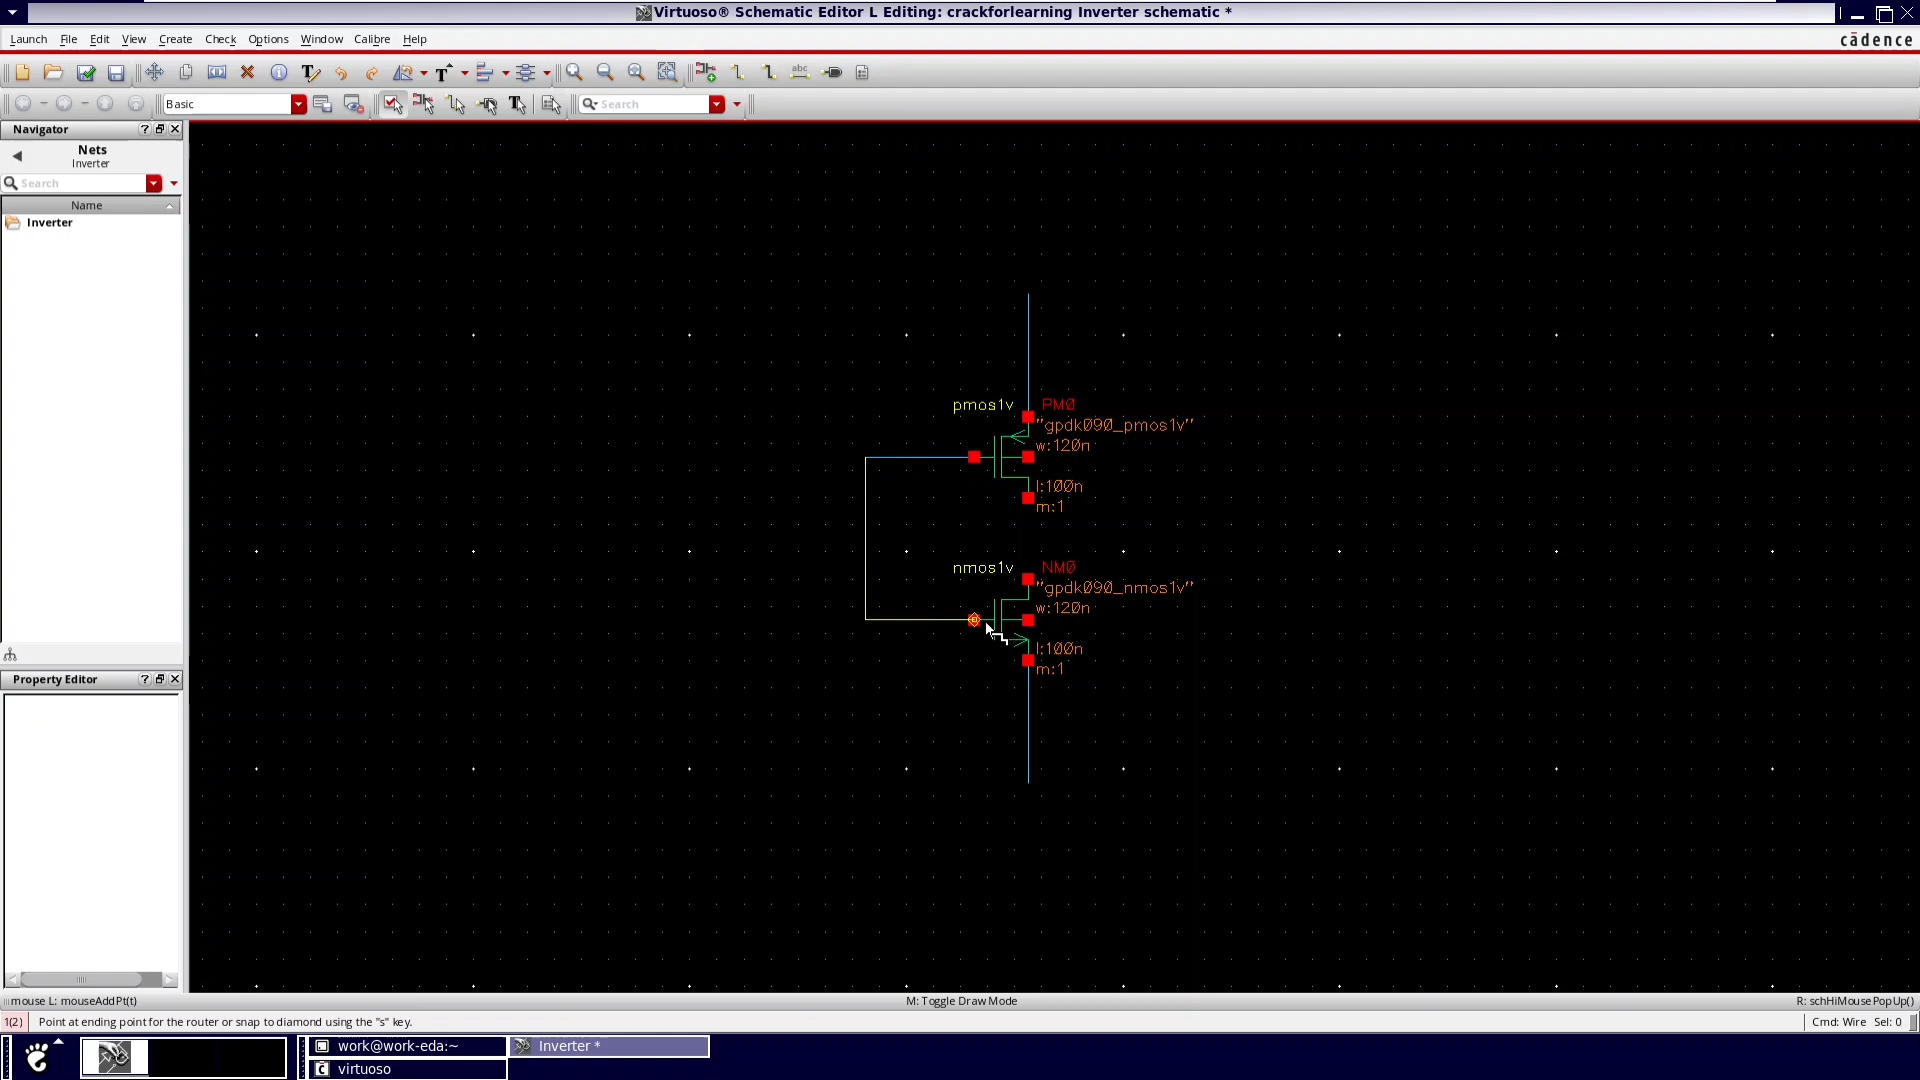 Virtuoso® Schematic Editor L Editing: crackforlearning Inverter schematic *
Launch File Edit View Create Check Options Window Calibre Help
cādence
abc
Basic
Search
Navigator
Nets
Inverter
Search
Name
Inverter
Property Editor
pmos1v PM0
"gpdk090_pmos1v"
w:120n
l:100n
m:1
nmos1v NM0
"gpdk090_nmos1v"
w:120n
l:100n
m:1
mouse L: mouseAddPt(t) M: Toggle Draw Mode R: schHiMousePopUp()
1(2) Point at ending point for the router or snap to diamond using the "s" key. Cmd: Wire Sel: 0
work@work-eda:~ Inverter *
virtuoso